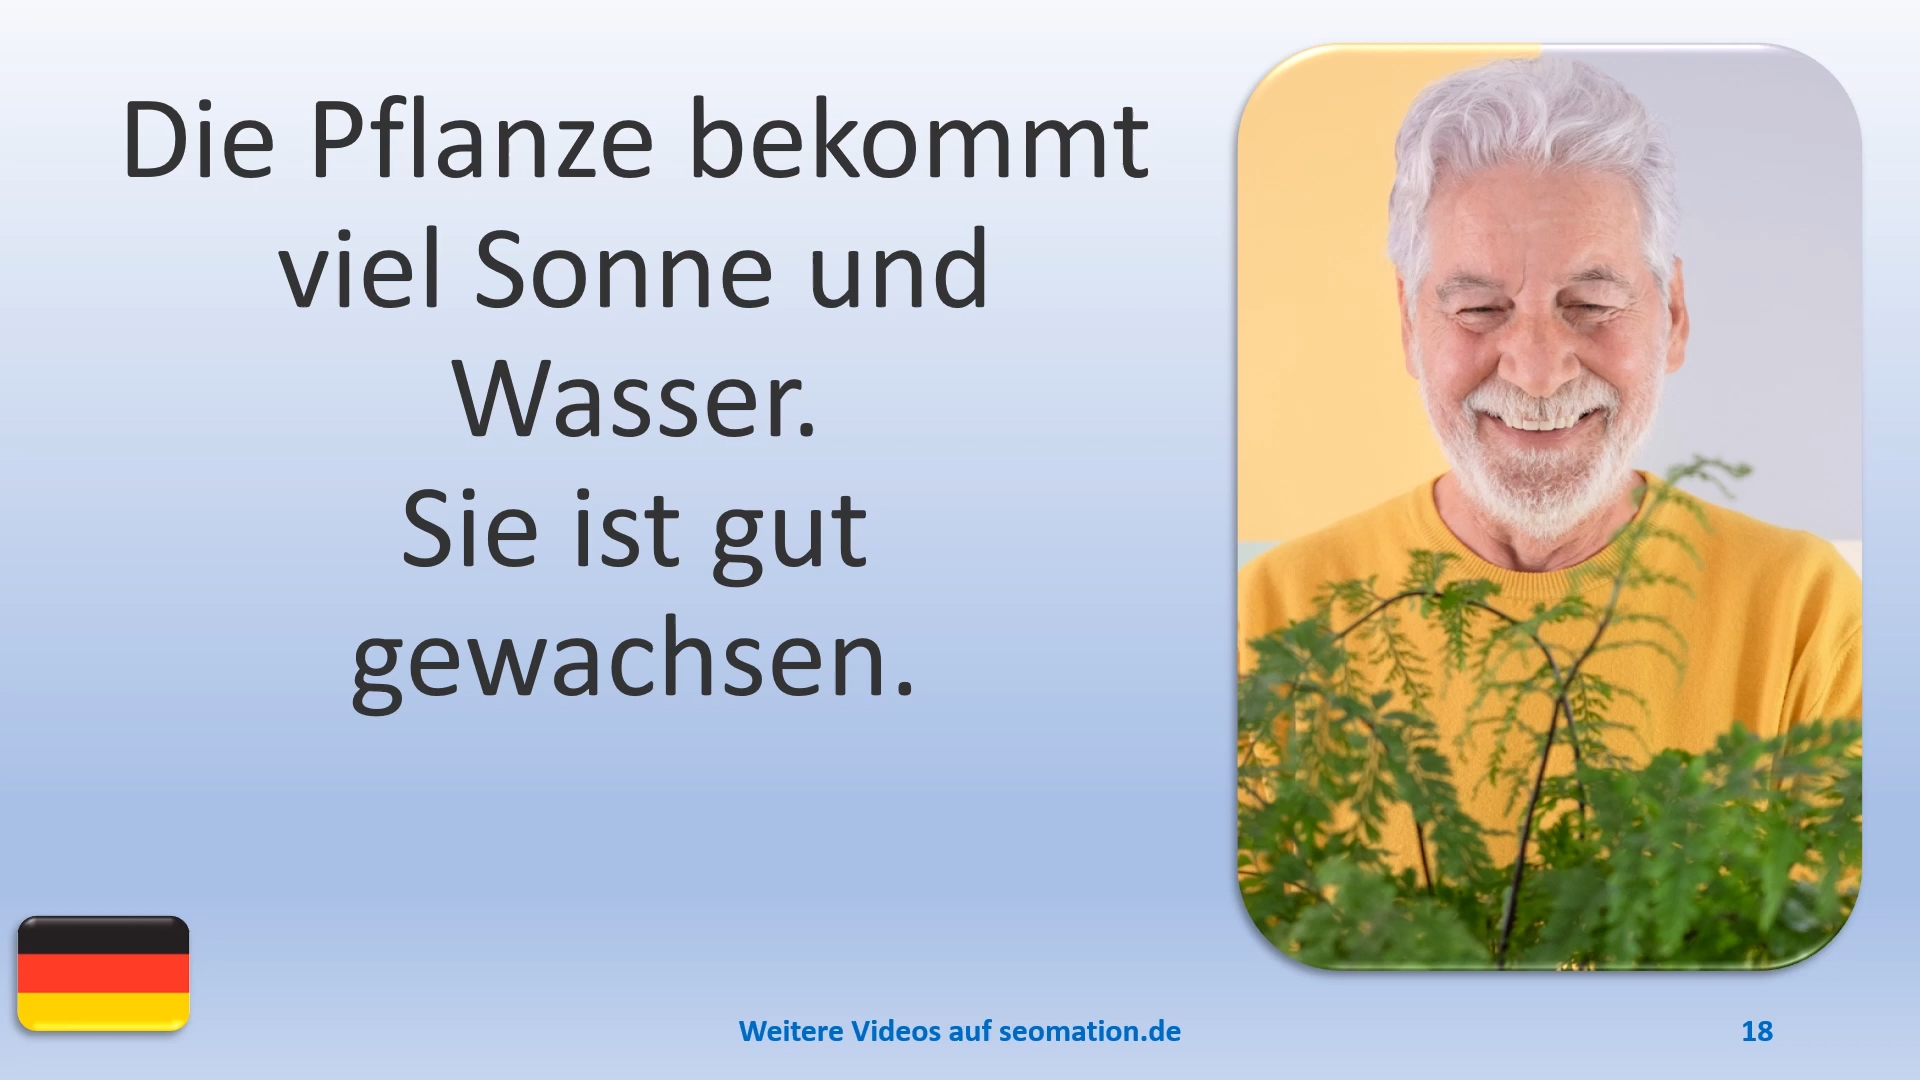 Die Pflanze bekommt
viel Sonne und
Wasser.
Sie ist gut
gewachsen.
Weitere Videos auf seomation.de
18